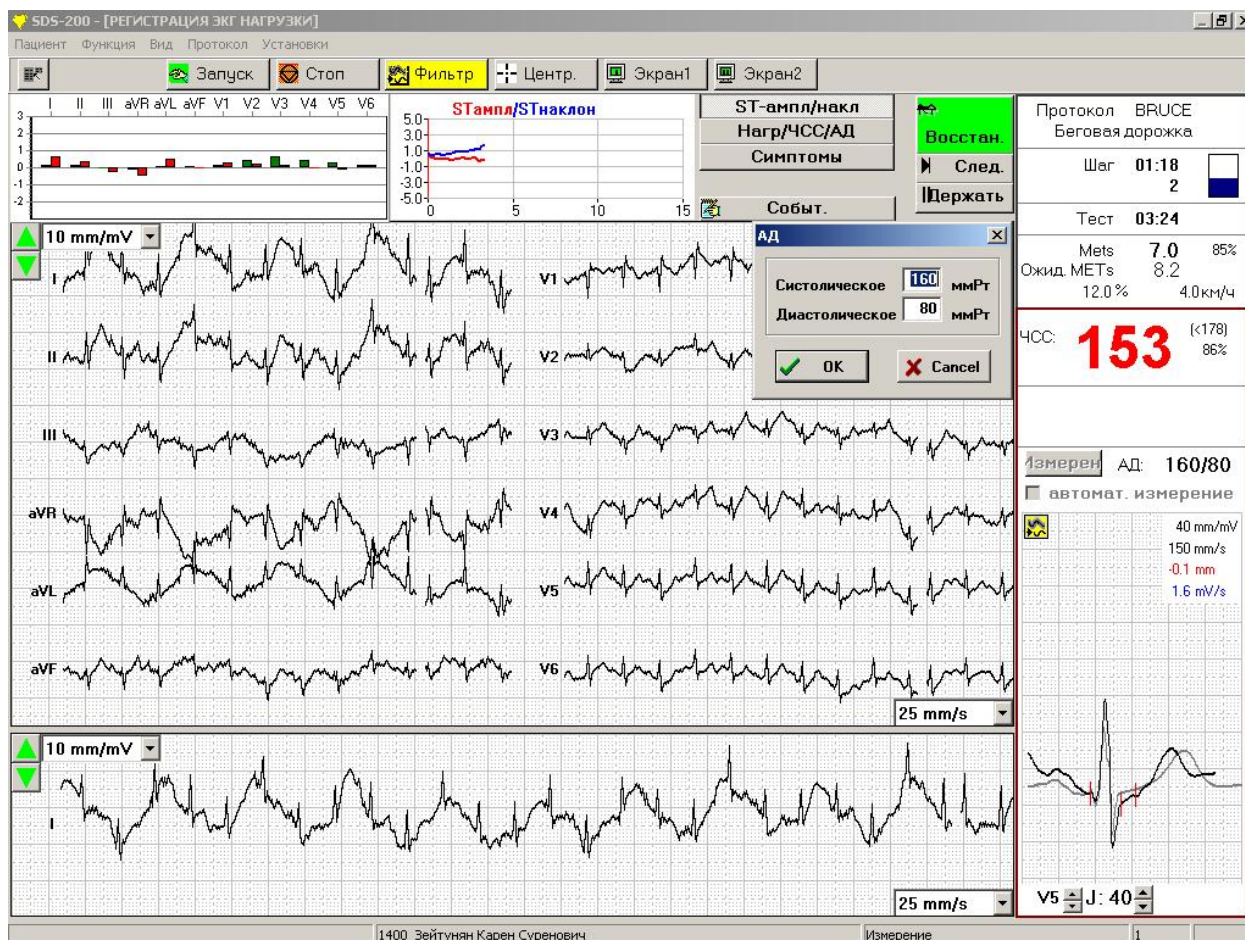 SDS-200 - [РЕГИСТРАЦИЯ ЭКГ НАГРУЗКИ]
Пациент Функция Вид Протокол Установки
Запуск Стоп Фильтр Центр. Экран1 Экран2
I II III aVR aVL aVF V1 V2 V3 V4 V5 V6
3
2
1
0
-1
-2
STампл/STнаклон
5.0
3.0
1.0
-1.0
-3.0
-5.0
0 5 10 15
ST-ампл/накл
Нагр/ЧСС/АД
Симптомы
Событ.
Восстан.
След.
Держать
Протокол BRUCE
Беговая дорожка
Шаг 01:18
2
Тест 03:24
Mets 7.0 85%
Ожид. METs 8.2
12.0 % 4.0км/ч
ЧСС: 153 (<178)
86%
Измерен АД: 160/80
автомат. измерение
40 mm/mV
150 mm/s
-0.1 mm
1.6 mV/s
V5 J: 40
АД
Систолическое 160 ммРт
Диастолическое 80 ммРт
OK Cancel
10 mm/mV
I V1
II V2
III V3
aVR V4
aVL V5
aVF V6
25 mm/s
10 mm/mV
I
25 mm/s
1400 Зейтунян Карен Суренович Измерение 1